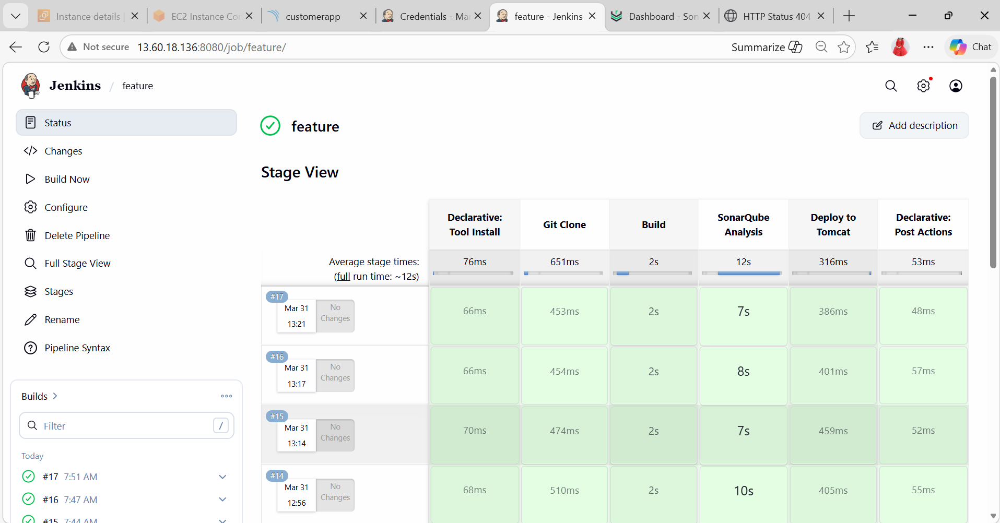 Instance details |
EC2 Instance Co
customerapp
Credentials - Ma
feature - Jenkins
Dashboard - Son
HTTP Status 404
Not secure
13.60.18.136:8080/job/feature/
Summarize
Chat
Jenkins / feature
Status
Changes
Build Now
Configure
Delete Pipeline
Full Stage View
Stages
Rename
Pipeline Syntax
Builds
Filter
/
Today
#17 7:51 AM
#16 7:47 AM
#15 7:44 AM
feature
Add description
Stage View
Declarative: Tool Install
Git Clone
Build
SonarQube Analysis
Deploy to Tomcat
Declarative: Post Actions
Average stage times:
(full run time: ~12s)
76ms
651ms
2s
12s
316ms
53ms
#17
Mar 31
13:21
No Changes
66ms
453ms
2s
7s
386ms
48ms
#16
Mar 31
13:17
No Changes
66ms
454ms
2s
8s
401ms
57ms
#15
Mar 31
13:14
No Changes
70ms
474ms
2s
7s
459ms
52ms
#14
Mar 31
12:56
No Changes
68ms
510ms
2s
10s
405ms
55ms